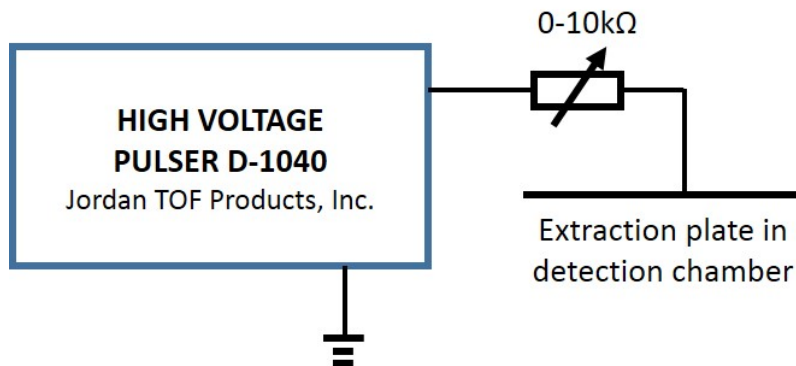 0-10kΩ
HIGH VOLTAGE
PULSER D-1040
Jordan TOF Products, Inc.
Extraction plate in
detection chamber